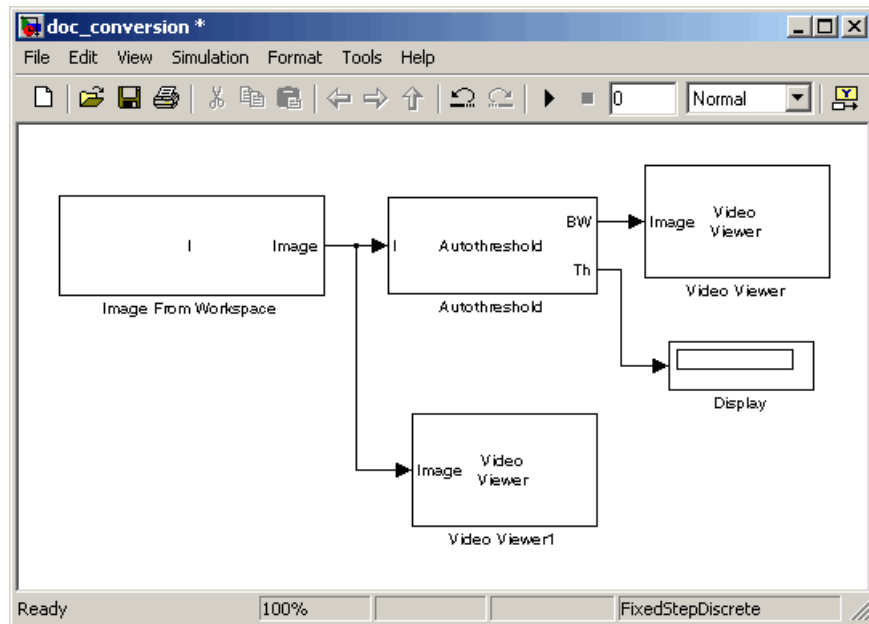 doc_conversion *
File Edit View Simulation Format Tools Help
0 Normal
I Image
Image From Workspace
I Autothreshold BW Th
Autothreshold
Image Video Viewer
Video Viewer
Display
Image Video Viewer
Video Viewer1
Ready 100% FixedStepDiscrete